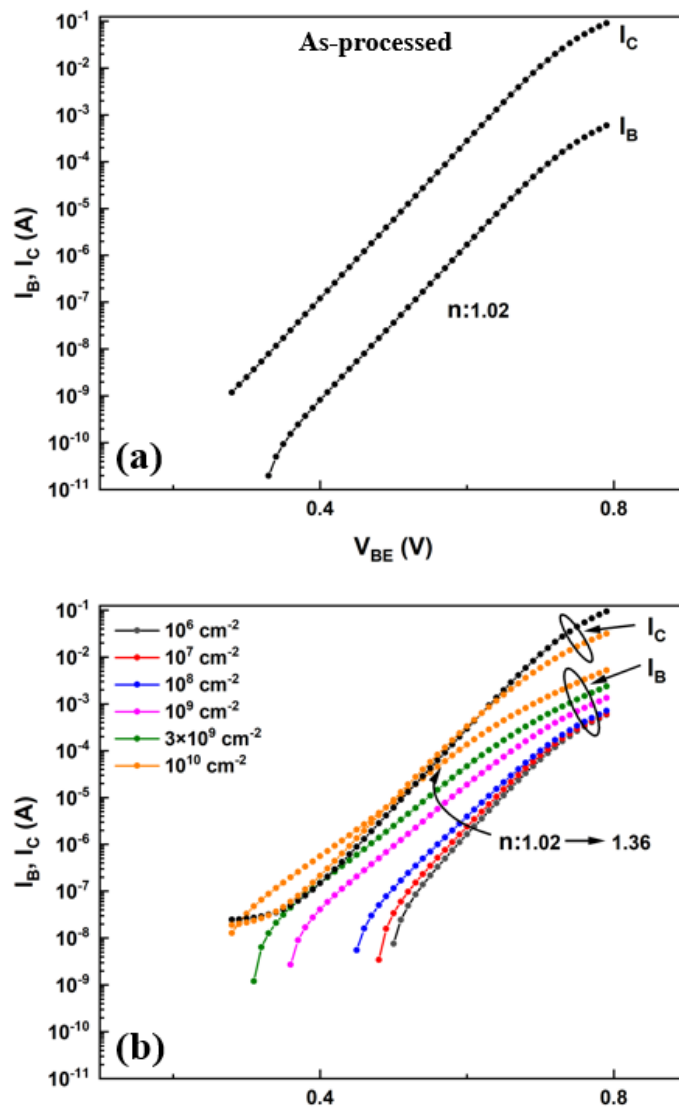 As-processed
I_C
I_B
n:1.02
I_B, I_C (A)
10^-1
10^-2
10^-3
10^-4
10^-5
10^-6
10^-7
10^-8
10^-9
10^-10
10^-11
(a)
0.4 0.8
V_BE (V)
10^6 cm^-2
10^7 cm^-2
10^8 cm^-2
10^9 cm^-2
3×10^9 cm^-2
10^10 cm^-2
I_C
I_B
n:1.02 → 1.36
I_B, I_C (A)
10^-1
10^-2
10^-3
10^-4
10^-5
10^-6
10^-7
10^-8
10^-9
10^-10
10^-11
(b)
0.4 0.8